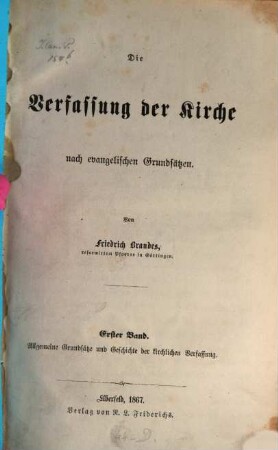 Die
Verfassung der Kirche
nach evangelischen Grundsätzen.
Von
Friedrich Brandes,
reformirten Pfarrer in Göttingen.
Erster Band.
Allgemeine Grundsätze und Geschichte der kirchlichen Verfassung.
Elberfeld, 1867.
Verlag von R. L. Friderichs.